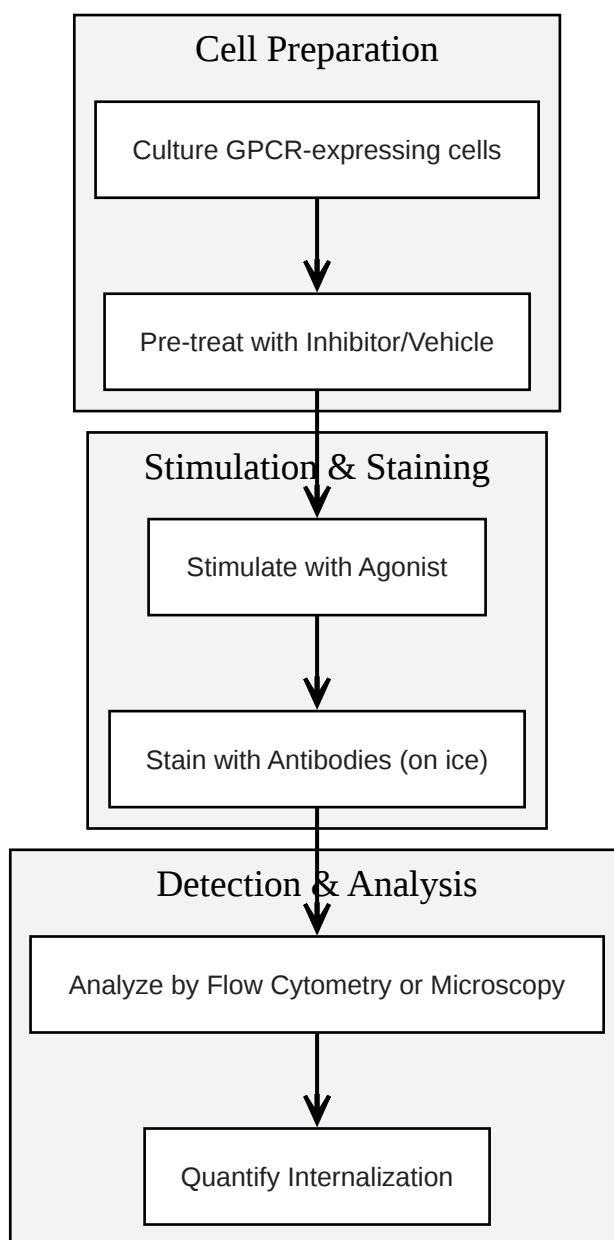 Cell Preparation
Culture GPCR-expressing cells
Pre-treat with Inhibitor/Vehicle
Stimulation & Staining
Stimulate with Agonist
Stain with Antibodies (on ice)
Detection & Analysis
Analyze by Flow Cytometry or Microscopy
Quantify Internalization